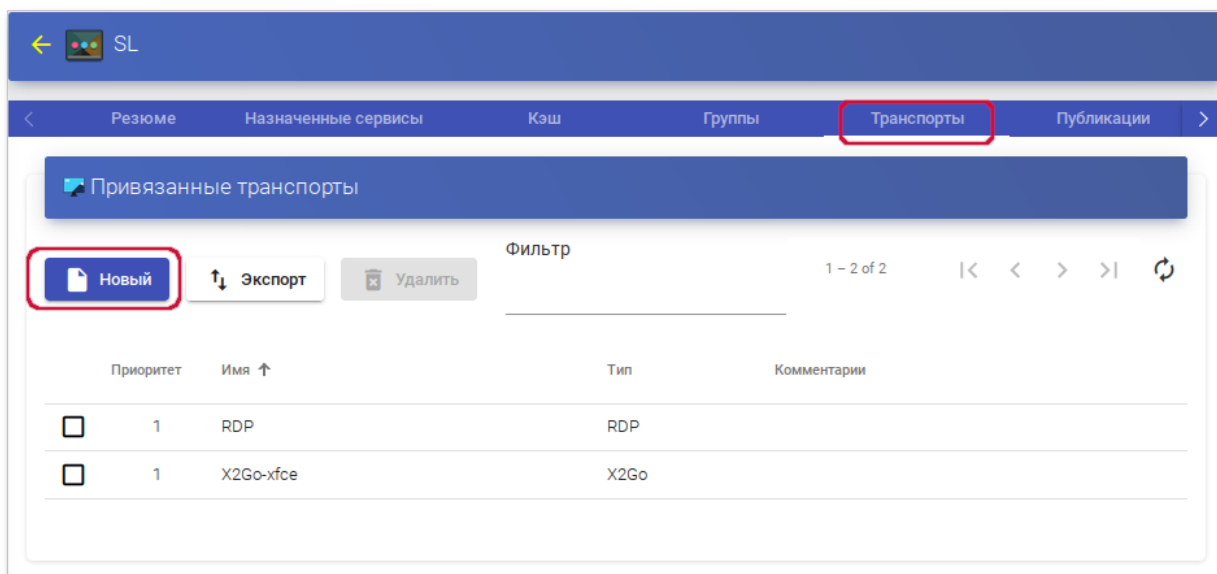 SL
Резюме Назначенные сервисы Кэш Группы Транспорты Публикации
Привязанные транспорты
Фильтр
Новый Экспорт Удалить 1 – 2 of 2
Приоритет Имя Тип Комментарии
1 RDP RDP
1 X2Go-xfce X2Go